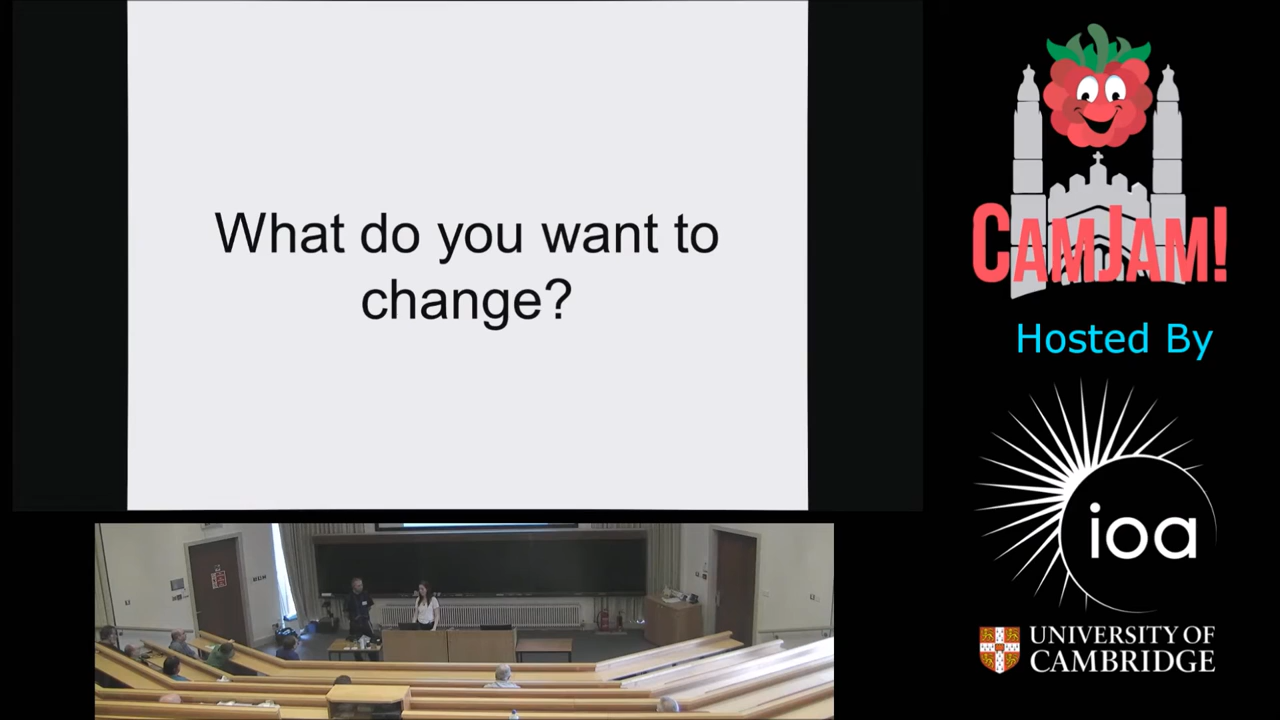 What do you want to
change?
CAMJAM!
Hosted By
ioa
UNIVERSITY OF
CAMBRIDGE